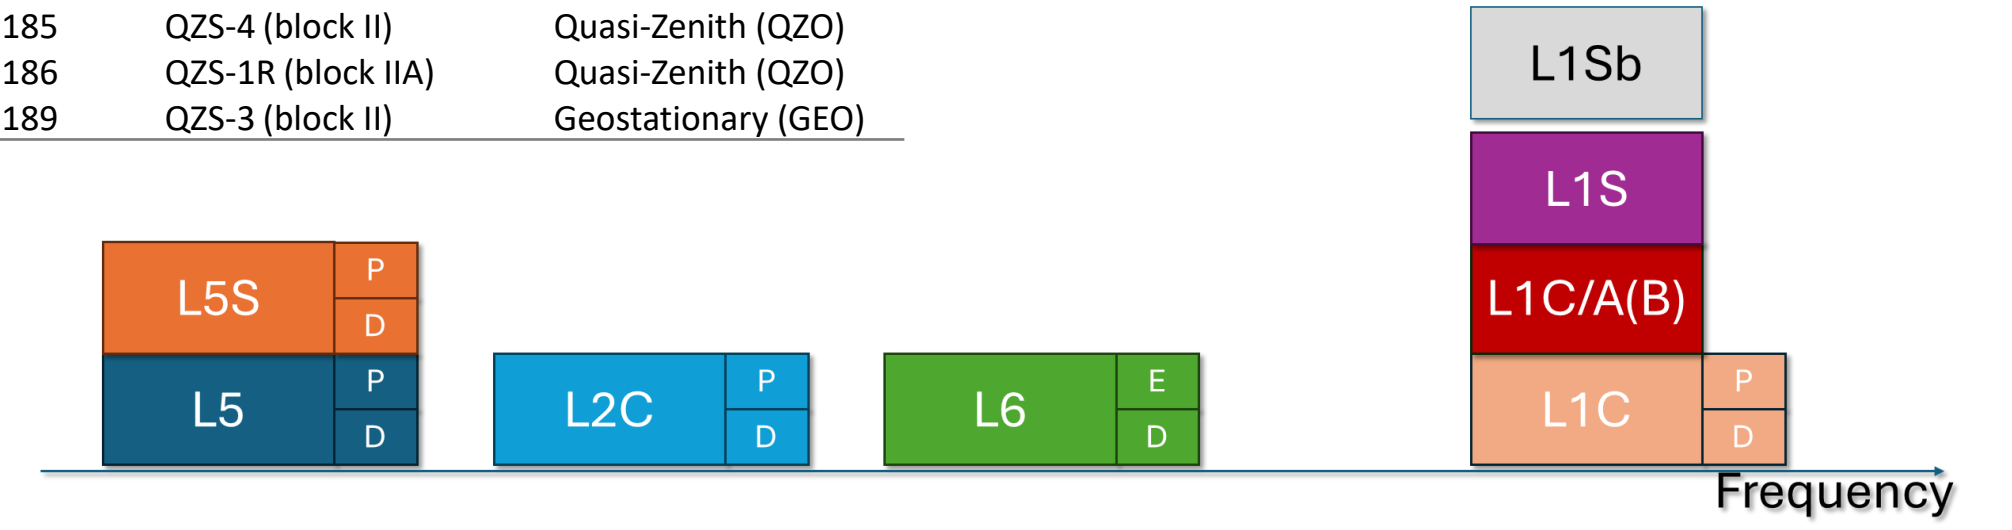 185 QZS-4 (block II) Quasi-Zenith (QZO)
186 QZS-1R (block IIA) Quasi-Zenith (QZO)
189 QZS-3 (block II) Geostationary (GEO)
L1Sb
L1S
L5S P D
L1C/A(B)
L5 P D
L2C P D
L6 E D
L1C P D
Frequency